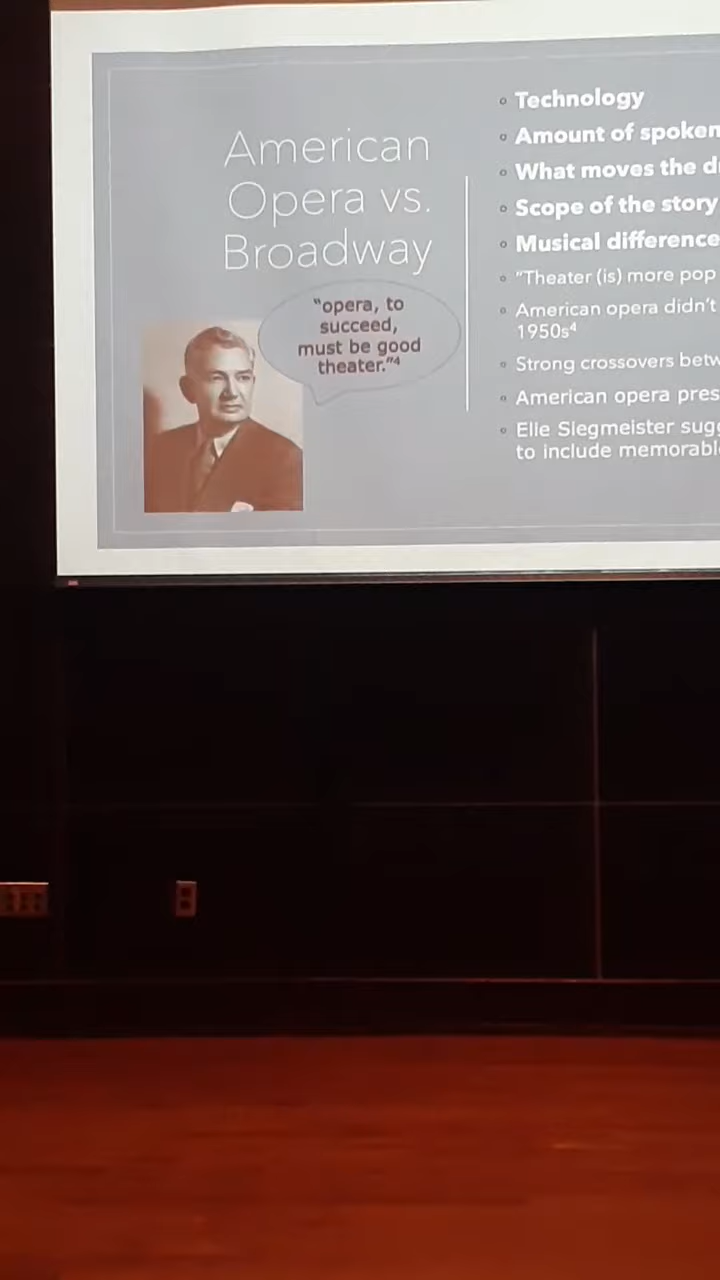 American
Opera vs.
Broadway
"opera, to
succeed,
must be good
theater."⁴
Technology
Amount of spoken
What moves the d
Scope of the story
Musical difference
"Theater (is) more pop
American opera didn't
1950s⁴
Strong crossovers betw
American opera pres
Elle Siegmeister sug
to include memorabl